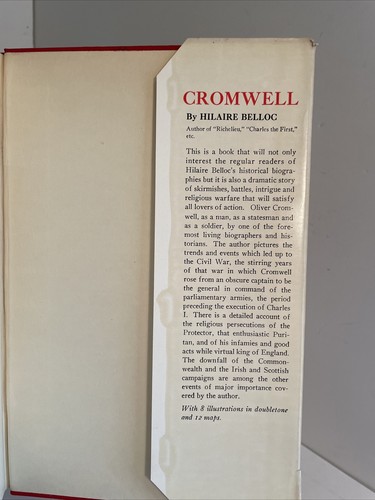 CROMWELL
By HILAIRE BELLOC
Author of "Richelieu," "Charles the First,"
etc.
This is a book that will not only
interest the regular readers of
Hilaire Belloc's historical biogra-
phies but it is also a dramatic story
of skirmishes, battles, intrigue and
religious warfare that will satisfy
all lovers of action. Oliver Crom-
well, as a man, as a statesman and
as a soldier, by one of the fore-
most living biographers and his-
torians. The author pictures the
trends and events which led up to
the Civil War, the stirring years
of that war in which Cromwell
rose from an obscure captain to be
the general in command of the
parliamentary armies, the period
preceding the execution of Charles
I. There is a detailed account of
the religious persecutions of the
Protector, that enthusiastic Puri-
tan, and of his infamies and good
acts while virtual king of England.
The downfall of the Common-
wealth and the Irish and Scottish
campaigns are among the other
events of major importance cov-
ered by the author.
With 8 illustrations in doubletone
and 12 maps.